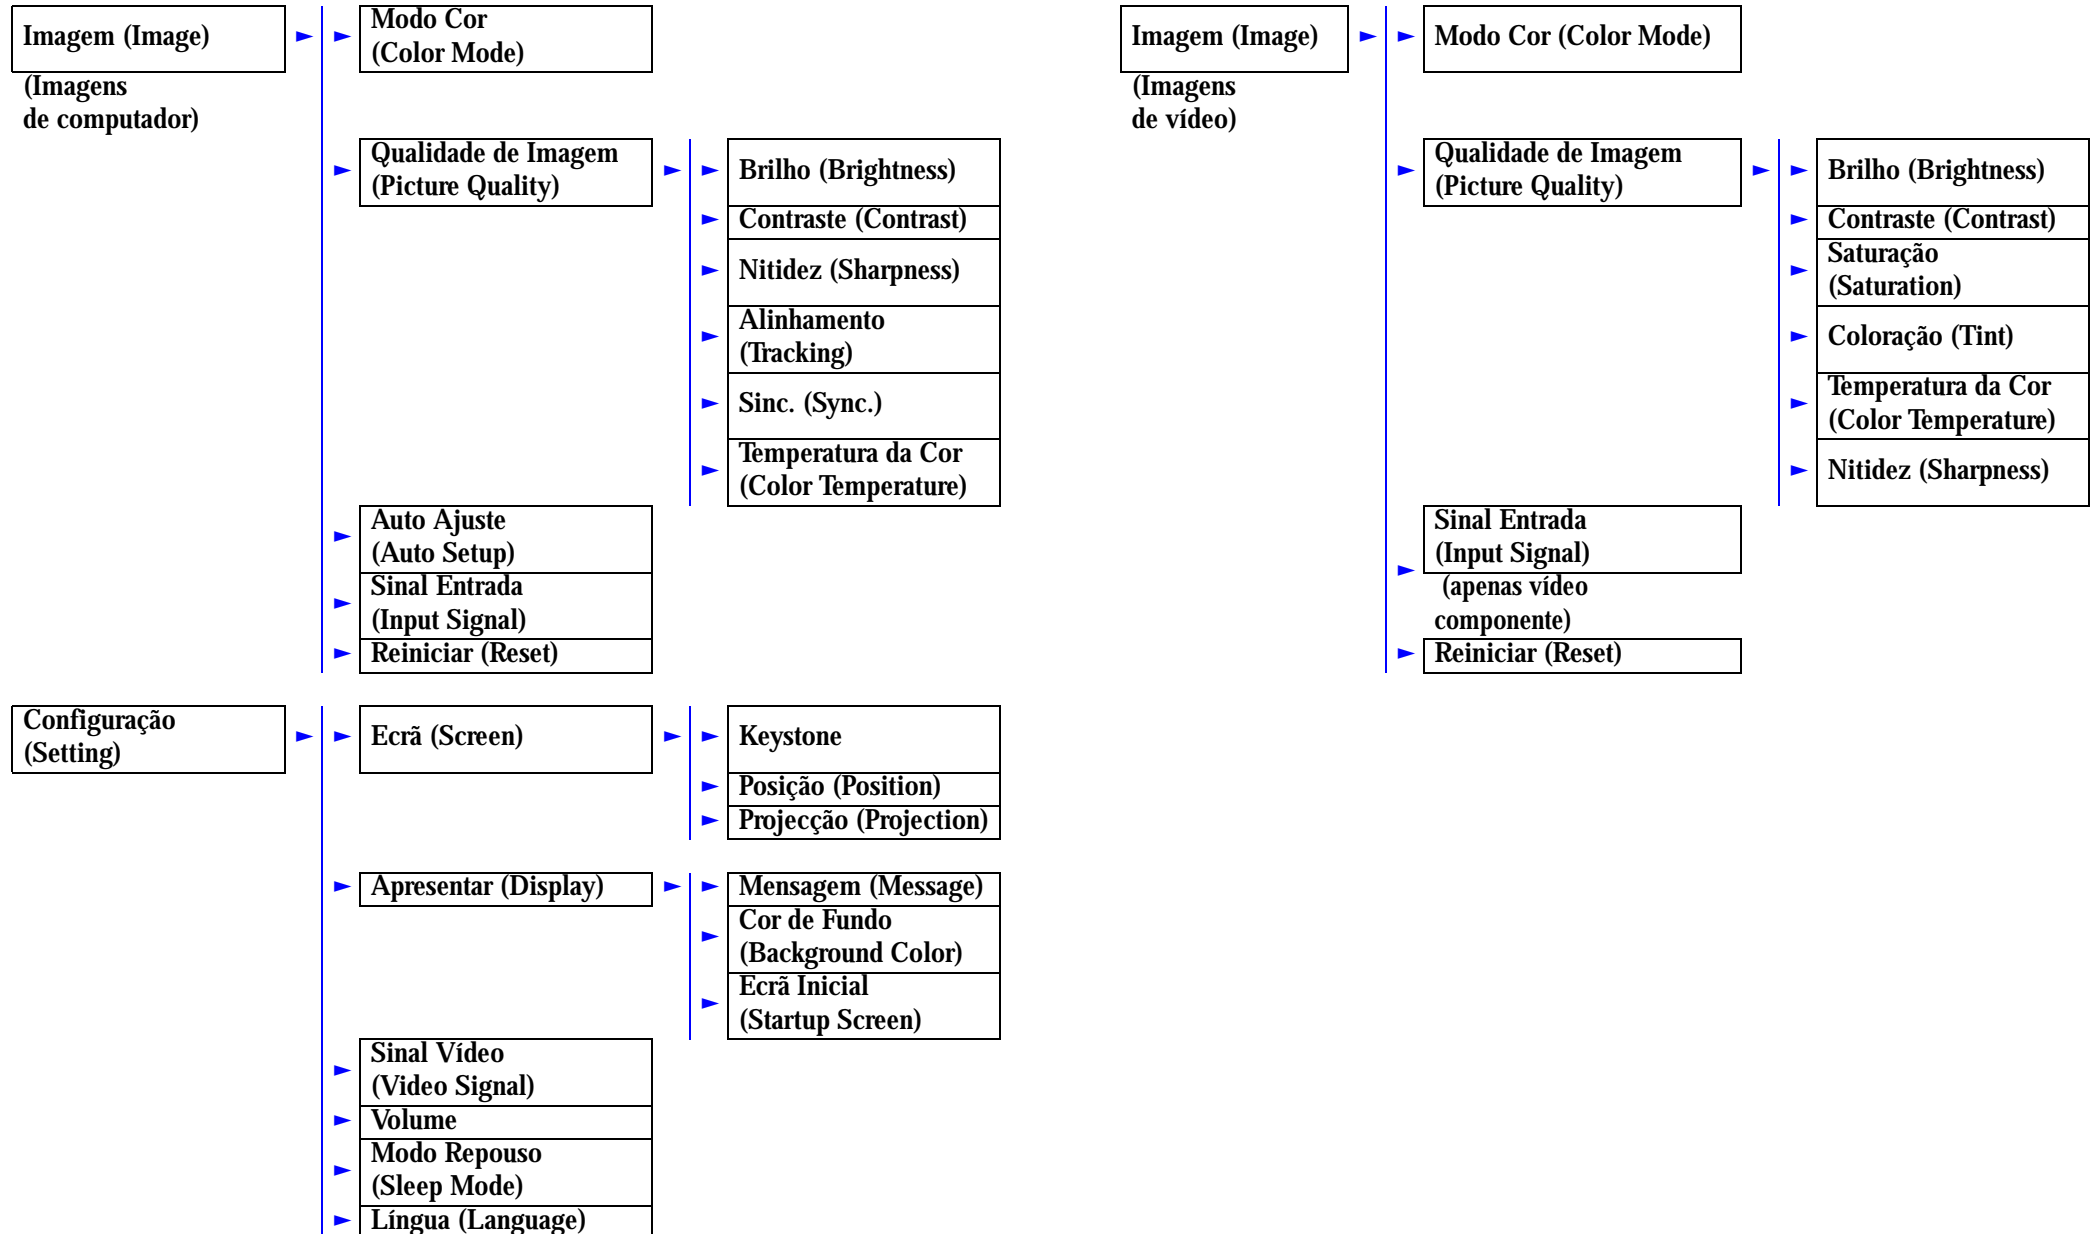 Imagem (Image)
(Imagens
de computador)
Modo Cor
(Color Mode)
Qualidade de Imagem
(Picture Quality)
Brilho (Brightness)
Contraste (Contrast)
Nitidez (Sharpness)
Alinhamento
(Tracking)
Sinc. (Sync.)
Temperatura da Cor
(Color Temperature)
Auto Ajuste
(Auto Setup)
Sinal Entrada
(Input Signal)
Reiniciar (Reset)
Imagem (Image)
(Imagens
de vídeo)
Modo Cor (Color Mode)
Qualidade de Imagem
(Picture Quality)
Brilho (Brightness)
Contraste (Contrast)
Saturação
(Saturation)
Coloração (Tint)
Temperatura da Cor
(Color Temperature)
Nitidez (Sharpness)
Sinal Entrada
(Input Signal)
(apenas vídeo
componente)
Reiniciar (Reset)
Configuração
(Setting)
Ecrã (Screen)
Keystone
Posição (Position)
Projecção (Projection)
Apresentar (Display)
Mensagem (Message)
Cor de Fundo
(Background Color)
Ecrã Inicial
(Startup Screen)
Sinal Vídeo
(Video Signal)
Volume
Modo Repouso
(Sleep Mode)
Língua (Language)